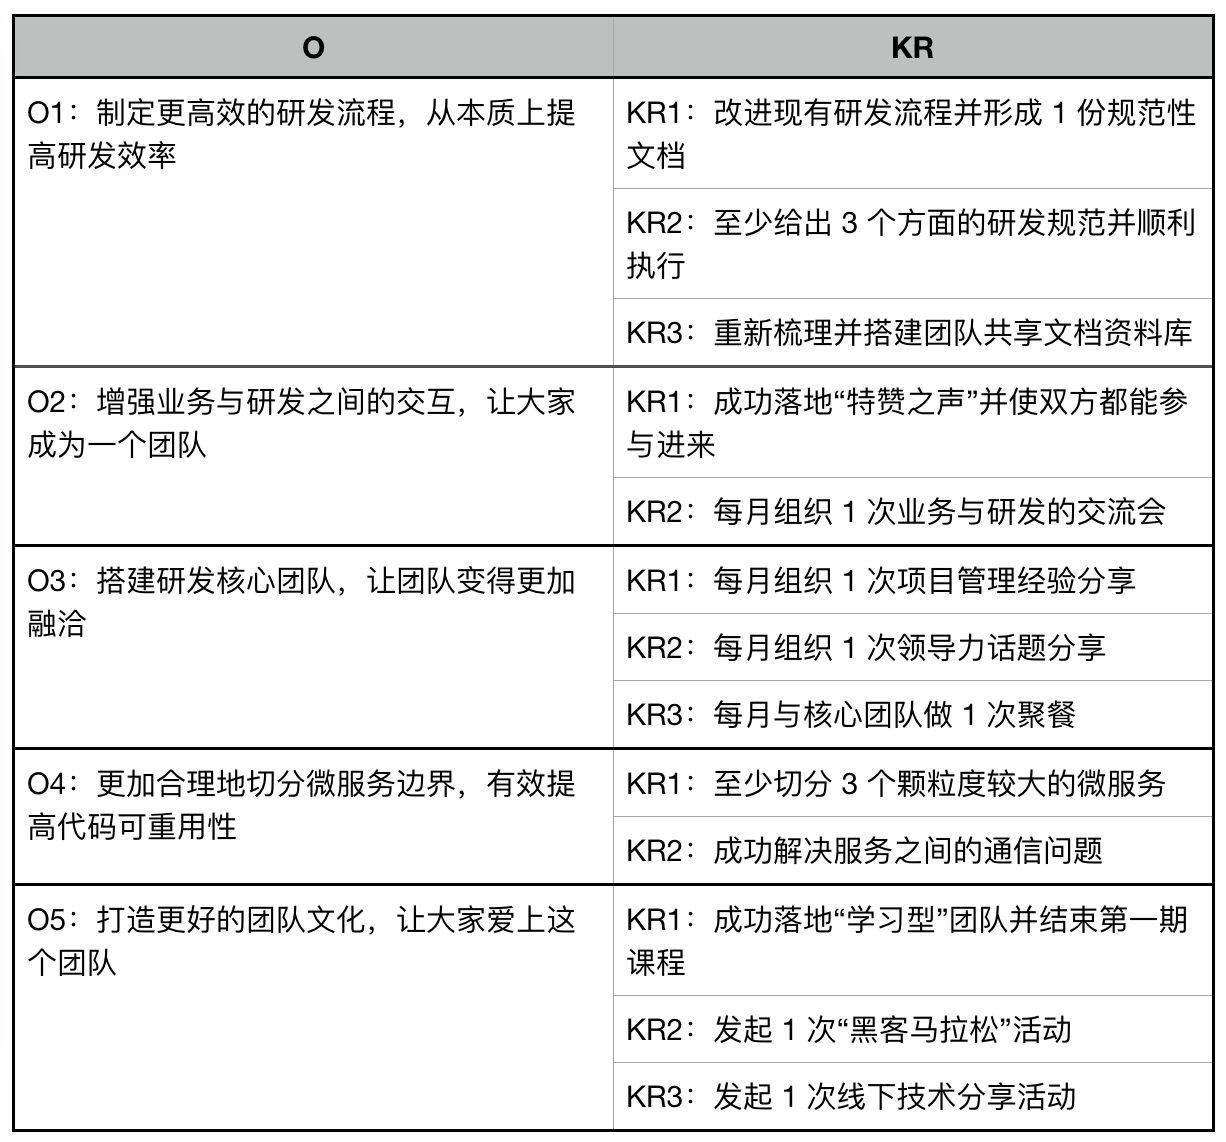 O
KR
O1：制定更高效的研发流程，从本质上提
高研发效率
KR1：改进现有研发流程并形成 1 份规范性
文档
KR2：至少给出 3 个方面的研发规范并顺利
执行
KR3：重新梳理并搭建团队共享文档资料库
O2：增强业务与研发之间的交互，让大家
成为一个团队
KR1：成功落地“特赞之声”并使双方都能参
与进来
KR2：每月组织 1 次业务与研发的交流会
O3：搭建研发核心团队，让团队变得更加
融洽
KR1：每月组织 1 次项目管理经验分享
KR2：每月组织 1 次领导力话题分享
KR3：每月与核心团队做 1 次聚餐
O4：更加合理地切分微服务边界，有效提
高代码可重用性
KR1：至少切分 3 个颗粒度较大的微服务
KR2：成功解决服务之间的通信问题
O5：打造更好的团队文化，让大家爱上这
个团队
KR1：成功落地“学习型”团队并结束第一期
课程
KR2：发起 1 次“黑客马拉松”活动
KR3：发起 1 次线下技术分享活动